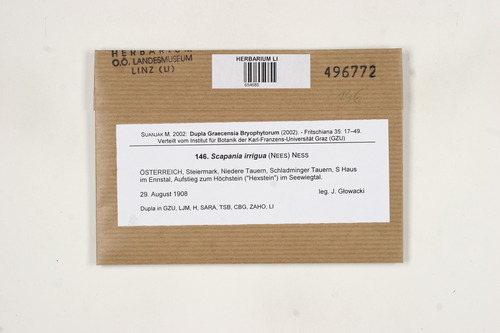 HERBARIUM
O.Ö. LANDESMUSEUM
LINZ (U)
HERBARIUM LI
654685
496772
146
SUANJAK M. 2002: Dupla Graecensia Bryophytorum (2002). - Fritschiana 35: 17–49.
Verteilt vom Institut für Botanik der Karl-Franzens-Universität Graz (GZU)
146. Scapania irrigua (NEES) NESS
ÖSTERREICH, Steiermark, Niedere Tauern, Schladminger Tauern, S Haus
im Ennstal, Aufstieg zum Höchstein ("Hexstein") im Seewigtal.
29. August 1908 leg. J. Głowacki
Dupla in GZU, LJM, H, SARA, TSB, CBG, ZAHO, LI